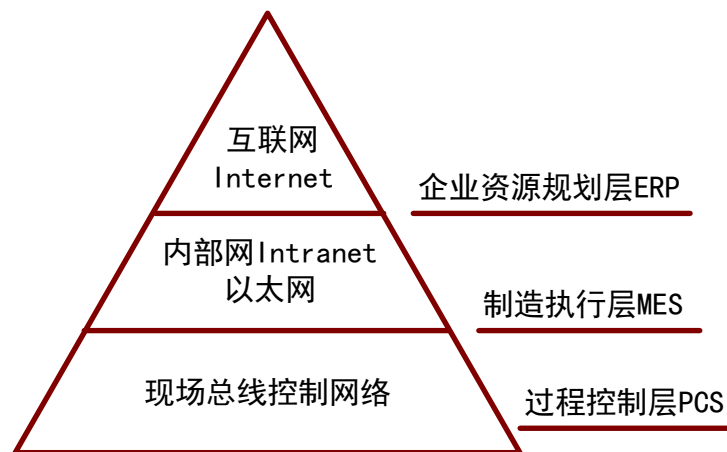 互联网
Internet
企业资源规划层ERP
内部网Intranet
以太网
制造执行层MES
现场总线控制网络
过程控制层PCS